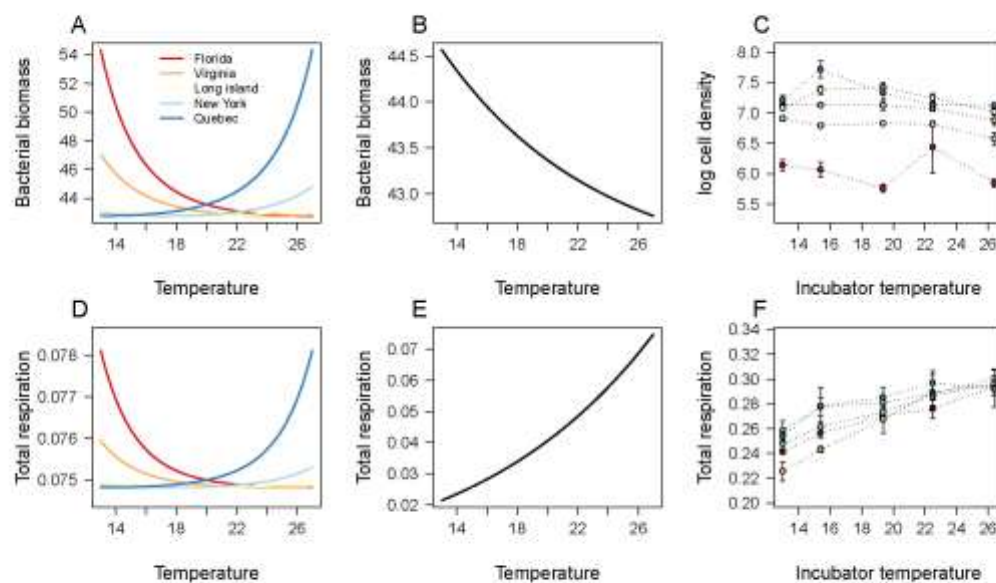 A
Bacterial biomass
54
52
50
48
46
44
Florida
Virginia
Long island
New York
Quebec
14 18 22 26
Temperature
B
Bacterial biomass
44.5
44.0
43.5
43.0
14 18 22 26
Temperature
C
log cell density
8.0
7.5
7.0
6.5
6.0
5.5
14 16 18 20 22 24 26
Incubator temperature
D
Total respiration
0.078
0.076
0.075
14 18 22 26
Temperature
E
Total respiration
0.07
0.06
0.05
0.04
0.03
0.02
14 18 22 26
Temperature
F
Total respiration
0.34
0.32
0.30
0.28
0.26
0.24
0.22
0.20
14 16 18 20 22 24 26
Incubator temperature